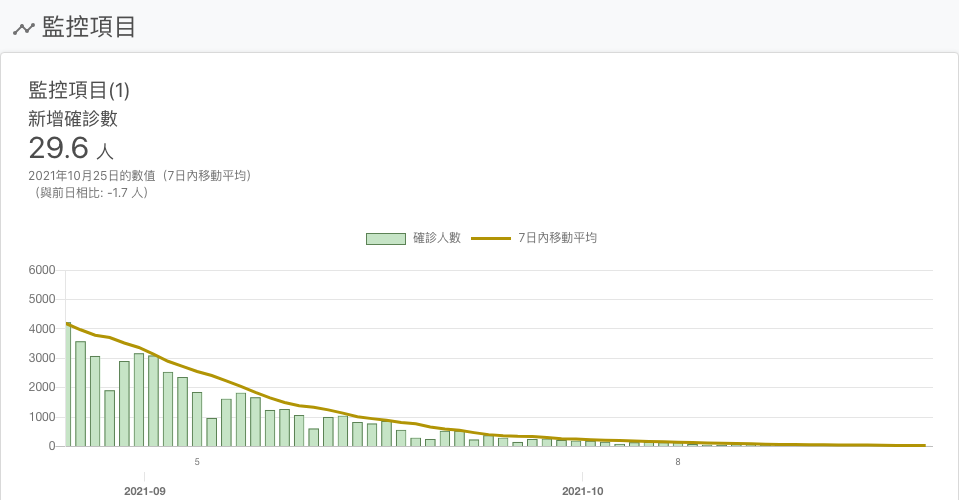 監控項目
監控項目(1)
新增確診數
29.6 人
2021年10月25日的數值（7日內移動平均）
（與前日相比: -1.7 人）
確診人數 7日內移動平均
6000
5000
4000
3000
2000
1000
0
5 8
2021-09 2021-10